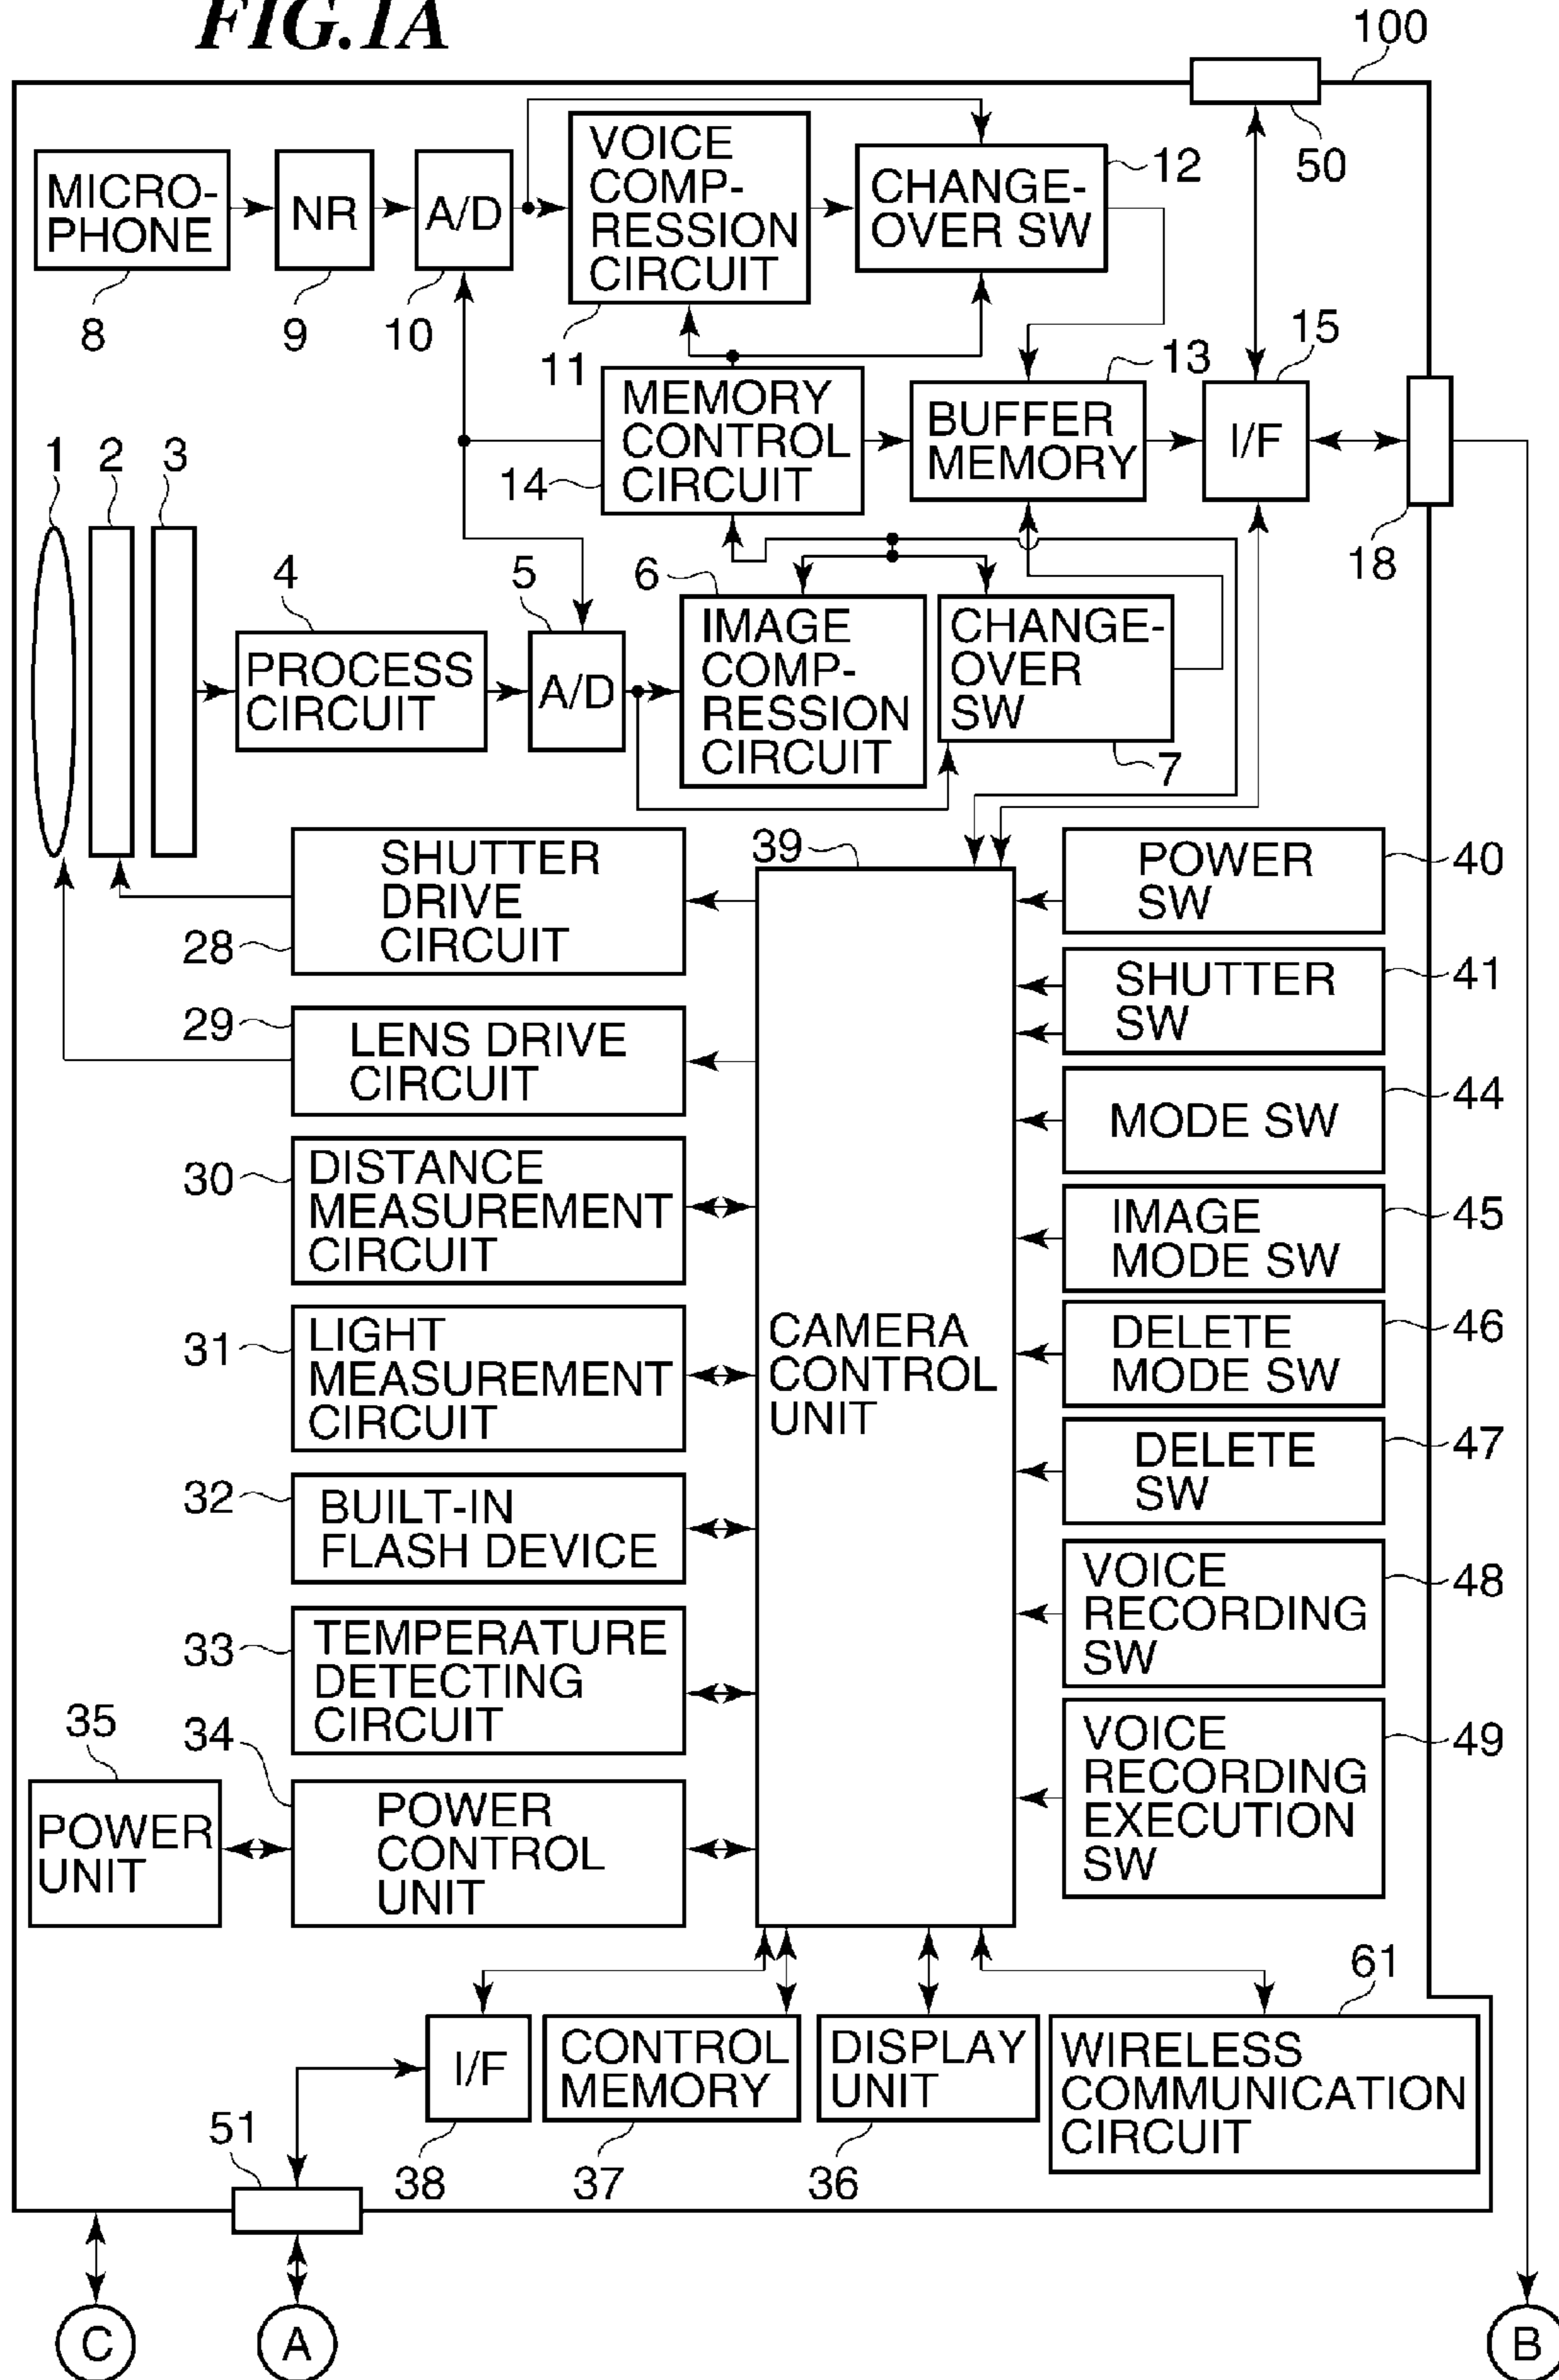 FIG.1A
100
50
MICRO-
PHONE
8
NR
9
A/D
10
VOICE
COMP-
RESSION
CIRCUIT
11
CHANGE-
OVER SW
12
MEMORY
CONTROL
CIRCUIT
14
BUFFER
MEMORY
13
I/F
15
18
1
2
3
4
PROCESS
CIRCUIT
5
A/D
6
IMAGE
COMP-
RESSION
CIRCUIT
CHANGE-
OVER
SW
7
SHUTTER
DRIVE
CIRCUIT
28
LENS DRIVE
CIRCUIT
29
DISTANCE
MEASUREMENT
CIRCUIT
30
LIGHT
MEASUREMENT
CIRCUIT
31
BUILT-IN
FLASH DEVICE
32
TEMPERATURE
DETECTING
CIRCUIT
33
POWER
CONTROL
UNIT
34
POWER
UNIT
35
39
CAMERA
CONTROL
UNIT
POWER
SW
40
SHUTTER
SW
41
MODE SW
44
IMAGE
MODE SW
45
DELETE
MODE SW
46
DELETE
SW
47
VOICE
RECORDING
SW
48
VOICE
RECORDING
EXECUTION
SW
49
I/F
38
CONTROL
MEMORY
37
DISPLAY
UNIT
36
WIRELESS
COMMUNICATION
CIRCUIT
61
51
C
A
B